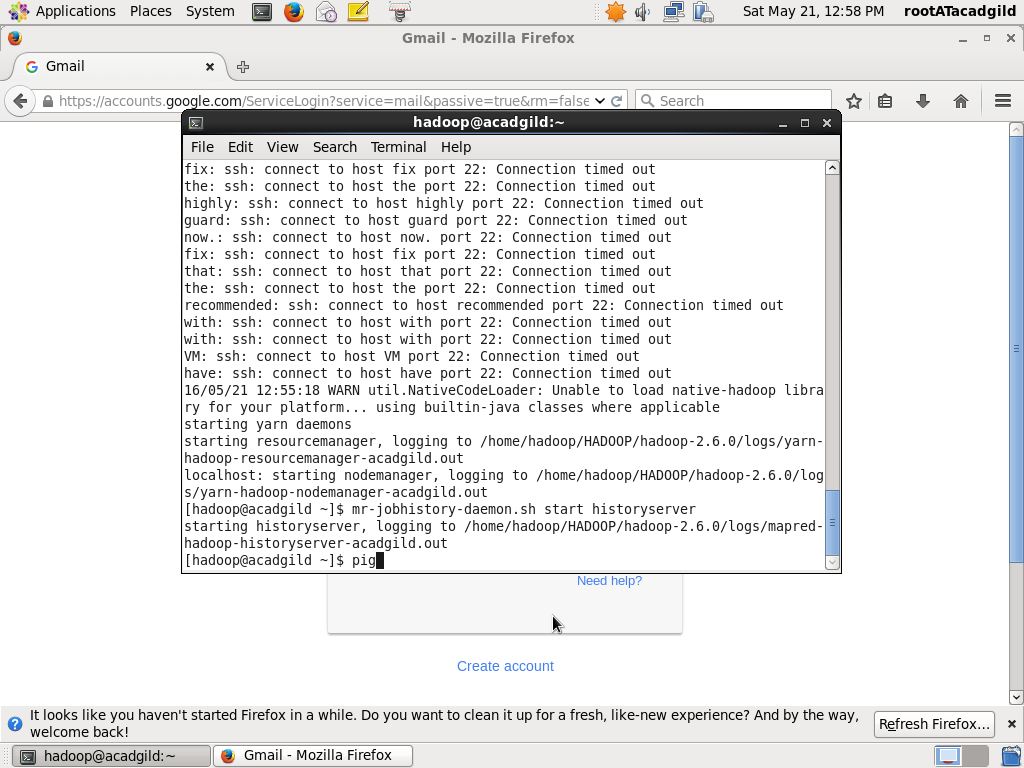 Applications Places System Sat May 21, 12:58 PM rootATacadgild
Gmail - Mozilla Firefox
Gmail
https://accounts.google.com/ServiceLogin?service=mail&passive=true&rm=false
Search
hadoop@acadgild:~
File Edit View Search Terminal Help
fix: ssh: connect to host fix port 22: Connection timed out
the: ssh: connect to host the port 22: Connection timed out
highly: ssh: connect to host highly port 22: Connection timed out
guard: ssh: connect to host guard port 22: Connection timed out
now.: ssh: connect to host now. port 22: Connection timed out
fix: ssh: connect to host fix port 22: Connection timed out
that: ssh: connect to host that port 22: Connection timed out
the: ssh: connect to host the port 22: Connection timed out
recommended: ssh: connect to host recommended port 22: Connection timed out
with: ssh: connect to host with port 22: Connection timed out
with: ssh: connect to host with port 22: Connection timed out
VM: ssh: connect to host VM port 22: Connection timed out
have: ssh: connect to host have port 22: Connection timed out
16/05/21 12:55:18 WARN util.NativeCodeLoader: Unable to load native-hadoop libra
ry for your platform... using builtin-java classes where applicable
starting yarn daemons
starting resourcemanager, logging to /home/hadoop/HADOOP/hadoop-2.6.0/logs/yarn-
hadoop-resourcemanager-acadgild.out
localhost: starting nodemanager, logging to /home/hadoop/HADOOP/hadoop-2.6.0/log
s/yarn-hadoop-nodemanager-acadgild.out
[hadoop@acadgild ~]$ mr-jobhistory-daemon.sh start historyserver
starting historyserver, logging to /home/hadoop/HADOOP/hadoop-2.6.0/logs/mapred-
hadoop-historyserver-acadgild.out
[hadoop@acadgild ~]$ pig
Need help?
Create account
It looks like you haven't started Firefox in a while. Do you want to clean it up for a fresh, like-new experience? And by the way,
welcome back!
Refresh Firefox...
hadoop@acadgild:~
Gmail - Mozilla Firefox